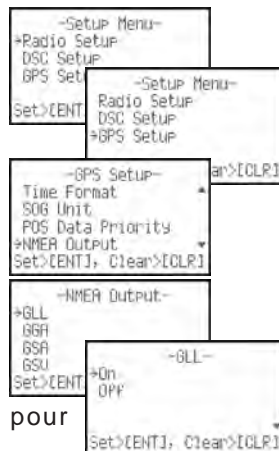 -Setup Menu-
→Radio Setup
DSC Setup
GPS Set
Set>[ENT
-Setup Menu-
Radio Setup
DSC Setup
→GPS Setup
ar>[CLR]
-GPS Setup-
Time Format
SOG Unit
POS Data Priority
→NMEA Output
Set>[ENT], Clear>[CLR]
-NMEA Output-
→GLL
GGA
GSA
GSV
Set>[ENT
-GLL-
→On
Off
Set>[ENT], Clear>[CLR]
pour